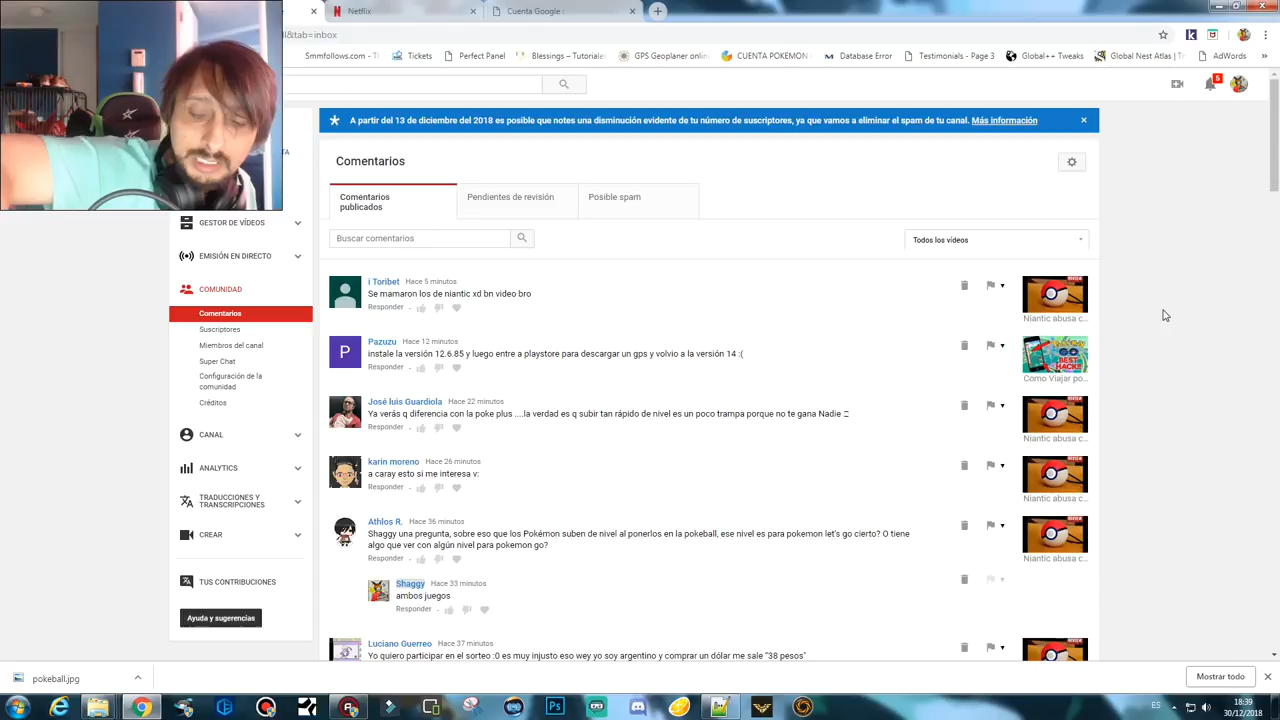 Netflix
Cuenta Google :
ll&tab=inbox
Smmfollows.com - Tl
Tickets
Perfect Panel
Blessings – Tutoriale
GPS Geoplaner onlin
CUENTA POKEMON
Database Error
Testimonials - Page 3
Global++ Tweaks
Global Nest Atlas | Th
AdWords
5
A partir del 13 de diciembre del 2018 es posible que notes una disminución evidente de tu número de suscriptores, ya que vamos a eliminar el spam de tu canal. Más información
Comentarios
Comentarios
publicados
Pendientes de revisión
Posible spam
Buscar comentarios
Todos los vídeos
TA
GESTOR DE VÍDEOS
EMISIÓN EN DIRECTO
COMUNIDAD
Comentarios
Suscriptores
Miembros del canal
Super Chat
Configuración de la
comunidad
Créditos
CANAL
ANALYTICS
TRADUCCIONES Y
TRANSCRIPCIONES
CREAR
TUS CONTRIBUCIONES
Ayuda y sugerencias
i Toribet Hace 5 minutos
Se mamaron los de niantic xd bn video bro
Responder
Niantic abusa c...
P
Pazuzu Hace 12 minutos
instale la versión 12.6.85 y luego entre a playstore para descargar un gps y volvio a la versión 14 :(
Responder
Como Viajar po...
José luis Guardiola Hace 22 minutos
Ya verás q diferencia con la poke plus ....la verdad es q subir tan rápido de nivel es un poco trampa porque no te gana Nadie
Responder
Niantic abusa c...
karin moreno Hace 26 minutos
a caray esto si me interesa v:
Responder
Niantic abusa c...
Athlos R. Hace 36 minutos
Shaggy una pregunta, sobre eso que los Pokémon suben de nivel al ponerlos en la pokeball, ese nivel es para pokemon let's go cierto? O tiene
algo que ver con algún nivel para pokemon go?
Responder
Niantic abusa c...
Shaggy Hace 33 minutos
ambos juegos
Responder
Luciano Guerreo Hace 37 minutos
Yo quiero participar en el sorteo :0 es muy injusto eso wey yo soy argentino y comprar un dólar me sale "38 pesos"
pokeball.jpg
Mostrar todo
ES
18:39
30/12/2018